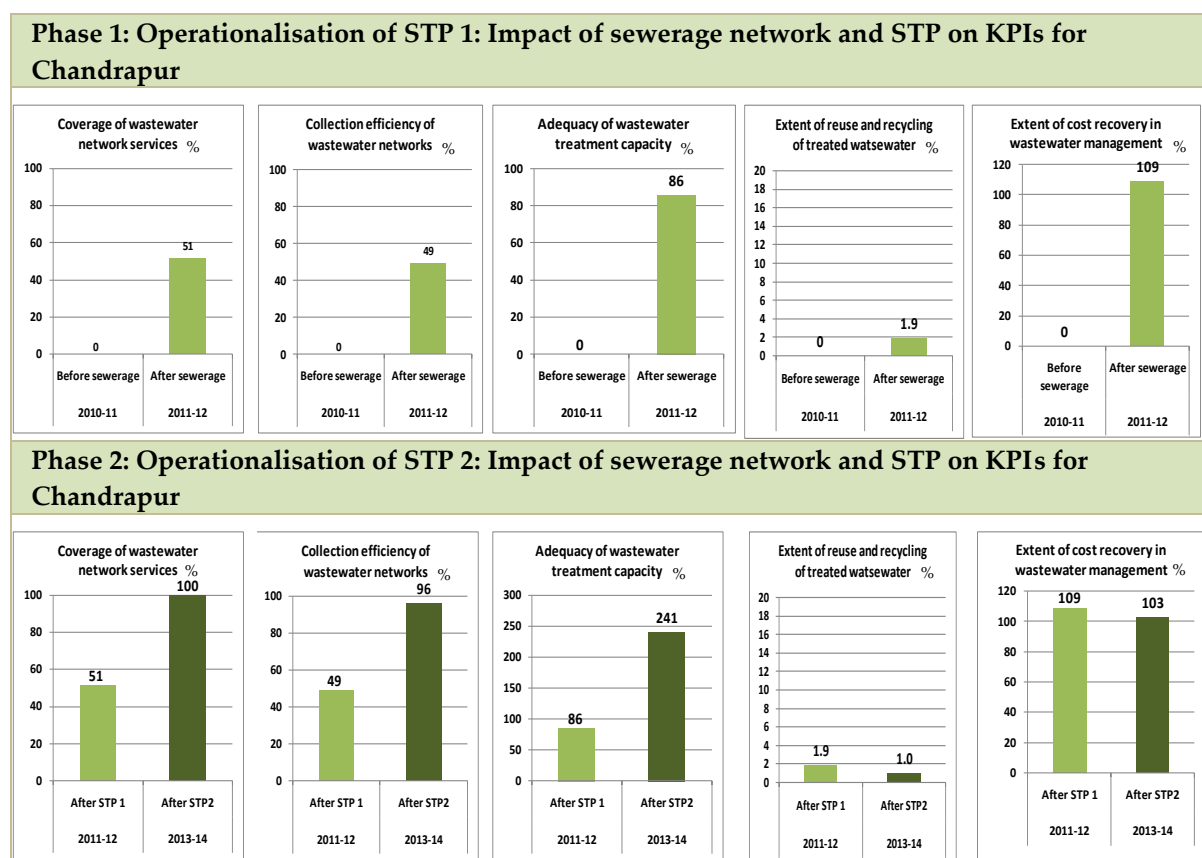 Phase 1: Operationalisation of STP 1: Impact of sewerage network and STP on KPIs for
Chandrapur
Coverage of wastewater
network services %
100
80
60
40
20
0
0
51
Before sewerage After sewerage
2010-11 2011-12
Collection efficiency of
wastewater networks %
100
80
60
40
20
0
0
49
Before sewerage After sewerage
2010-11 2011-12
Adequacy of wastewater
treatment capacity %
100
80
60
40
20
0
0
86
Before sewerage After sewerage
2010-11 2011-12
Extent of reuse and recycling
of treated watsewater %
20
18
16
14
12
10
8
6
4
2
0
0
1.9
Before sewerage After sewerage
2010-11 2011-12
Extent of cost recovery in
wastewater management %
120
100
80
60
40
20
0
0
109
Before After sewerage
sewerage
2010-11 2011-12
Phase 2: Operationalisation of STP 2: Impact of sewerage network and STP on KPIs for
Chandrapur
Coverage of wastewater
network services %
100
80
60
40
20
0
51
100
After STP 1 After STP2
2011-12 2013-14
Collection efficiency of
wastewater networks %
100
80
60
40
20
0
49
96
After STP 1 After STP2
2011-12 2013-14
Adequacy of wastewater
treatment capacity %
300
250
200
150
100
50
0
86
241
After STP 1 After STP2
2011-12 2013-14
Extent of reuse and recycling
of treated watsewater %
20
18
16
14
12
10
8
6
4
2
0
1.9
1.0
After STP 1 After STP2
2011-12 2013-14
Extent of cost recovery in
wastewater management %
120
100
80
60
40
20
0
109
103
After STP 1 After STP2
2011-12 2013-14